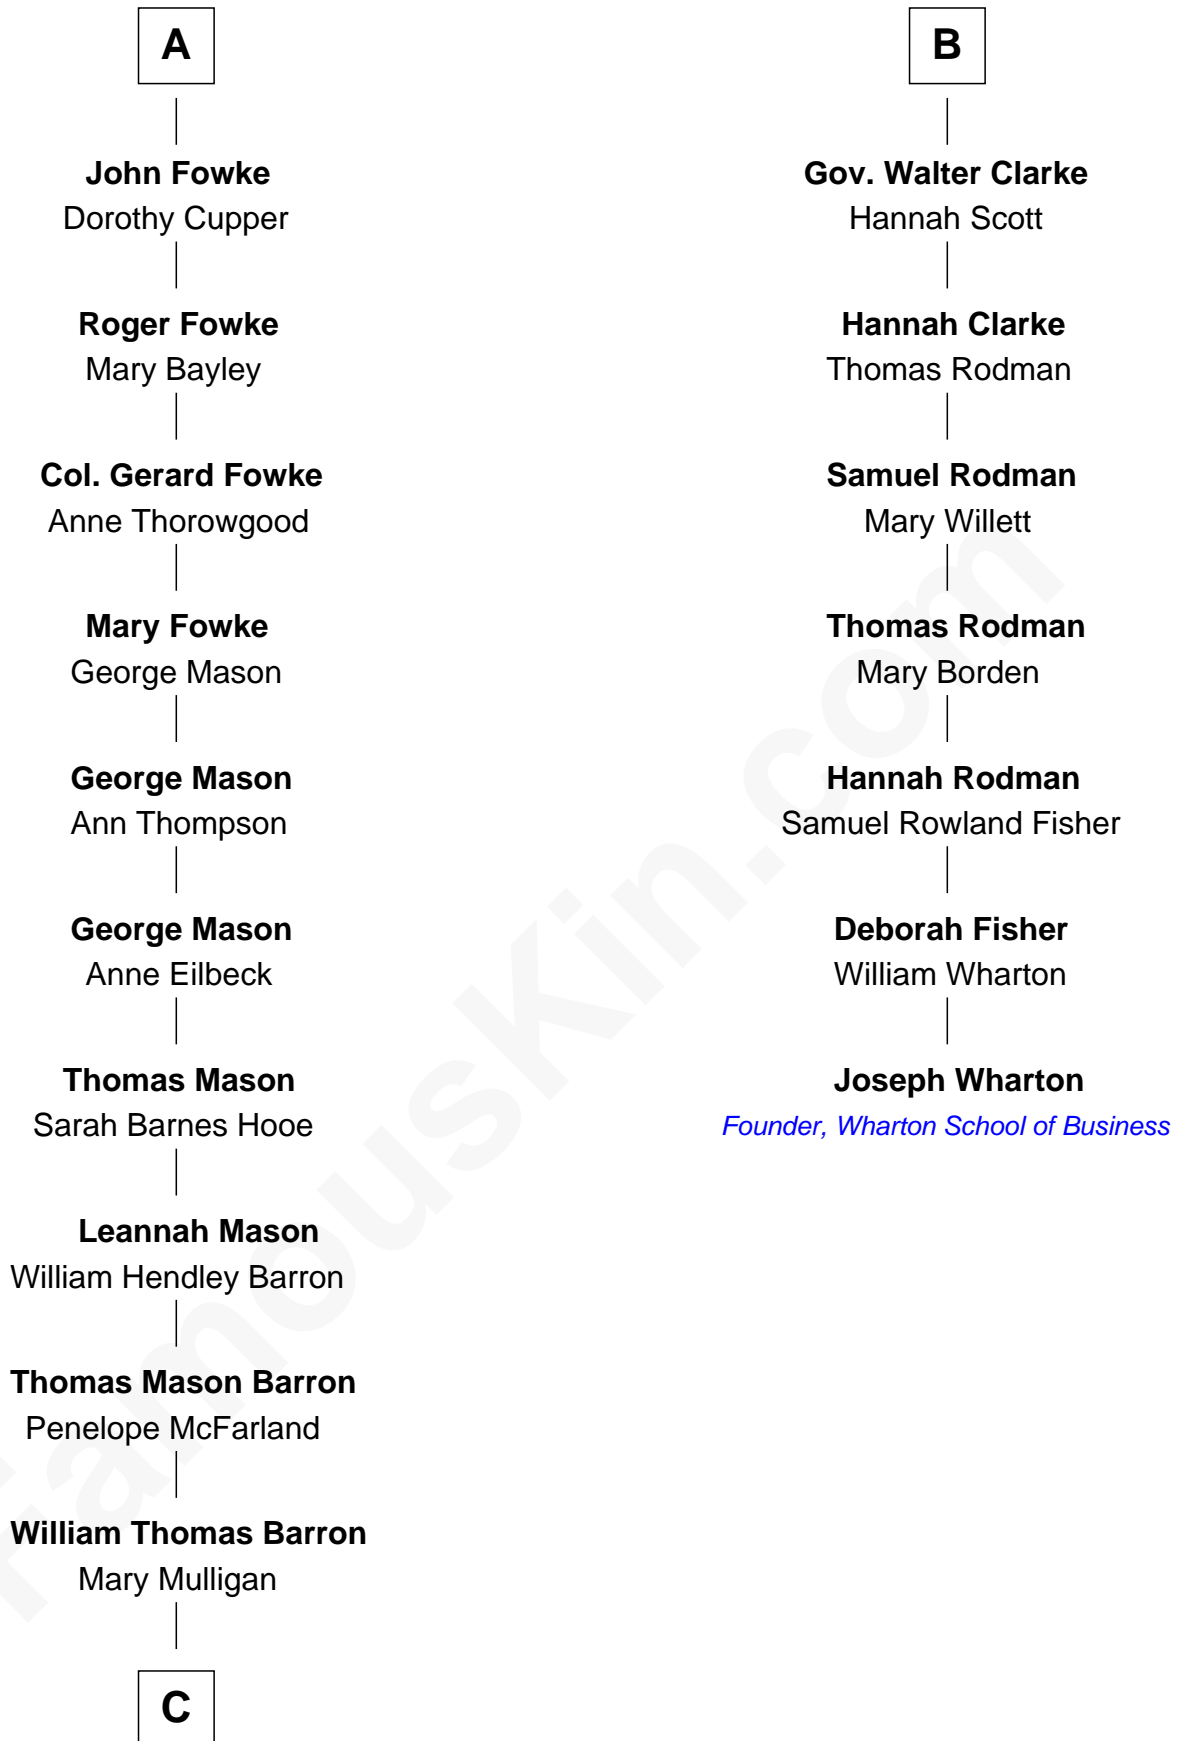 A
John Fowke
Dorothy Cupper
Roger Fowke
Mary Bayley
Col. Gerard Fowke
Anne Thorowgood
Mary Fowke
George Mason
George Mason
Ann Thompson
George Mason
Anne Eilbeck
Thomas Mason
Sarah Barnes Hooe
Leannah Mason
William Hendley Barron
Thomas Mason Barron
Penelope McFarland
William Thomas Barron
Mary Mulligan
C
B
Gov. Walter Clarke
Hannah Scott
Hannah Clarke
Thomas Rodman
Samuel Rodman
Mary Willett
Thomas Rodman
Mary Borden
Hannah Rodman
Samuel Rowland Fisher
Deborah Fisher
William Wharton
Joseph Wharton
Founder, Wharton School of Business
FamousKin.com